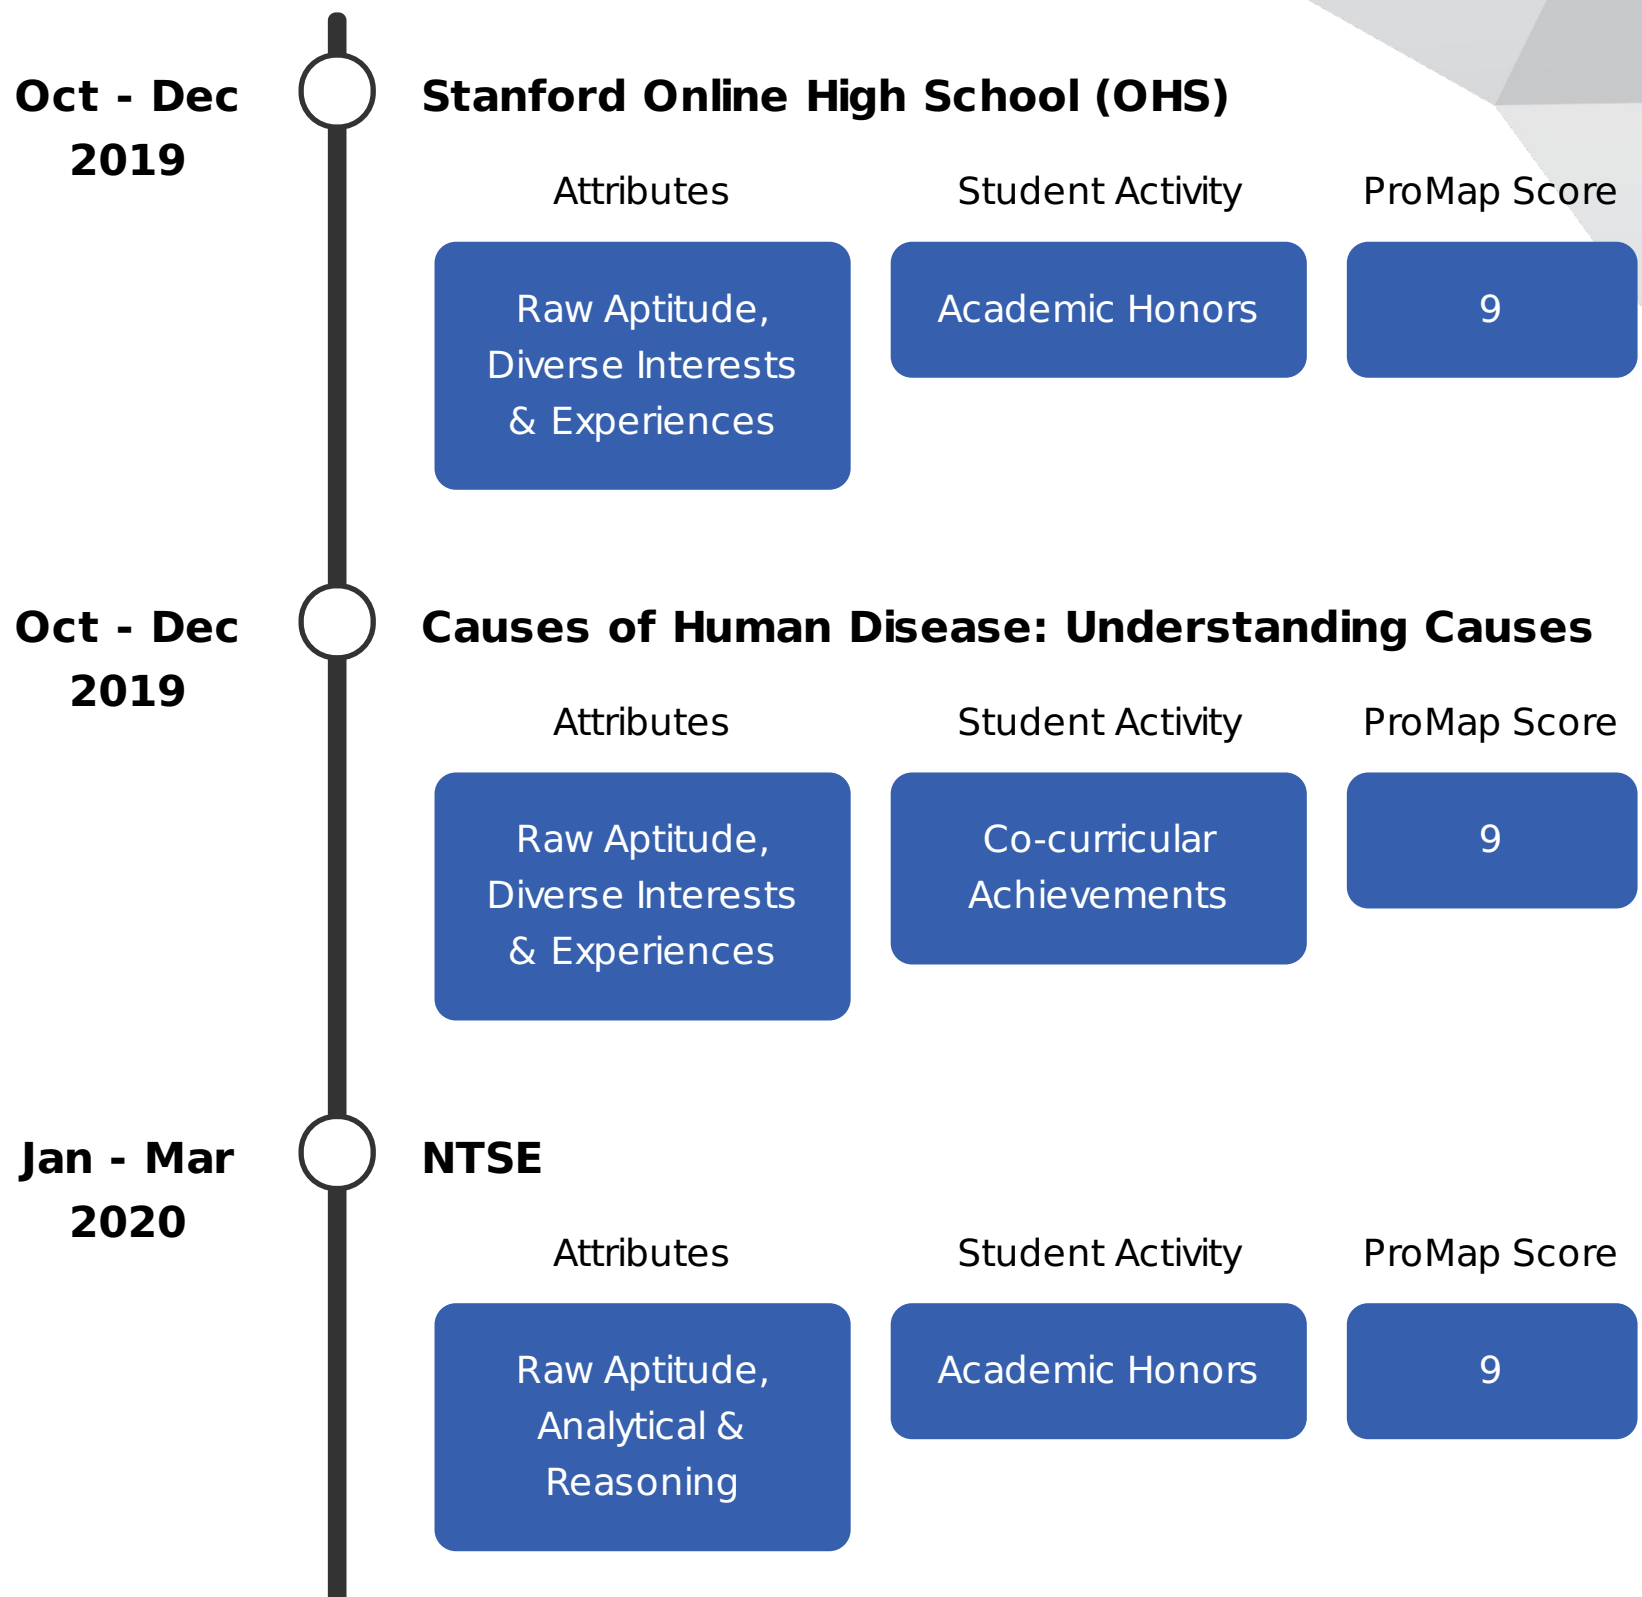 Oct - Dec
2019
Stanford Online High School (OHS)
Attributes
Student Activity
ProMap Score
Raw Aptitude,
Diverse Interests
& Experiences
Academic Honors
9
Oct - Dec
2019
Causes of Human Disease: Understanding Causes
Attributes
Student Activity
ProMap Score
Raw Aptitude,
Diverse Interests
& Experiences
Co-curricular
Achievements
9
Jan - Mar
2020
NTSE
Attributes
Student Activity
ProMap Score
Raw Aptitude,
Analytical &
Reasoning
Academic Honors
9